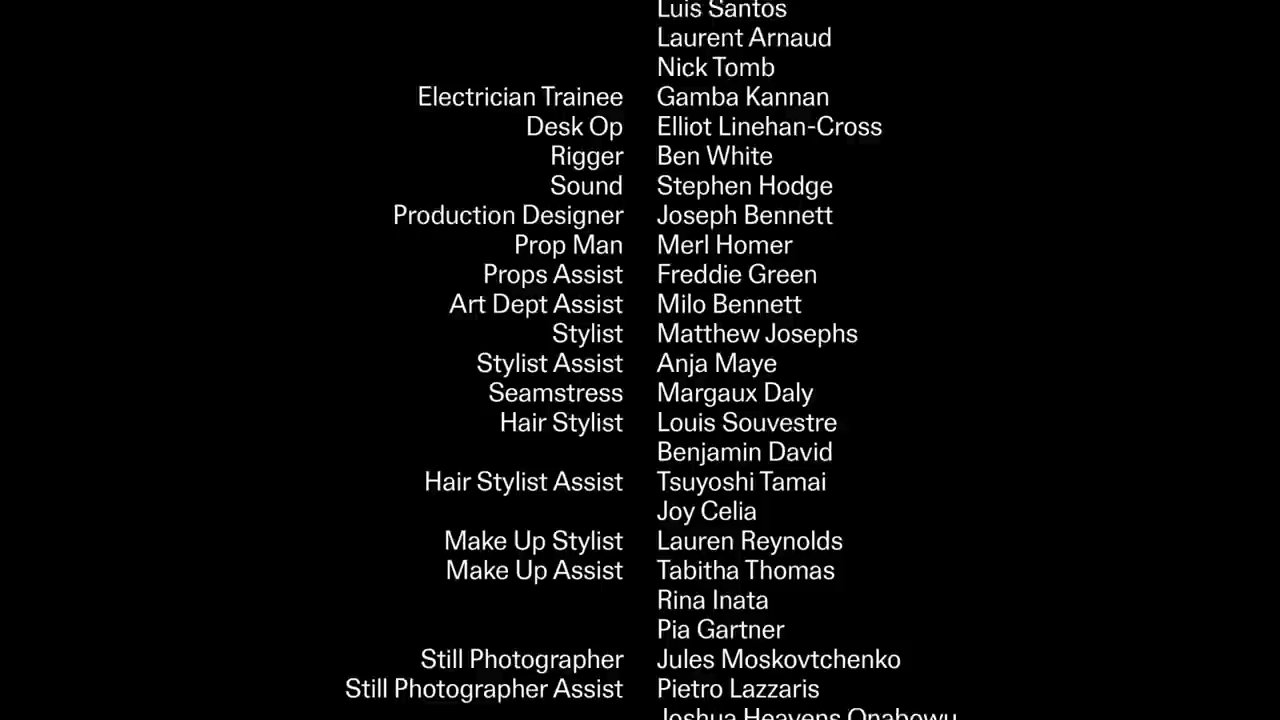 Luis Santos
Laurent Arnaud
Nick Tomb
Electrician Trainee Gamba Kannan
Desk Op Elliot Linehan-Cross
Rigger Ben White
Sound Stephen Hodge
Production Designer Joseph Bennett
Prop Man Merl Homer
Props Assist Freddie Green
Art Dept Assist Milo Bennett
Stylist Matthew Josephs
Stylist Assist Anja Maye
Seamstress Margaux Daly
Hair Stylist Louis Souvestre
Benjamin David
Hair Stylist Assist Tsuyoshi Tamai
Joy Celia
Make Up Stylist Lauren Reynolds
Make Up Assist Tabitha Thomas
Rina Inata
Pia Gartner
Still Photographer Jules Moskovtchenko
Still Photographer Assist Pietro Lazzaris
Joshua Heavens Onabowu